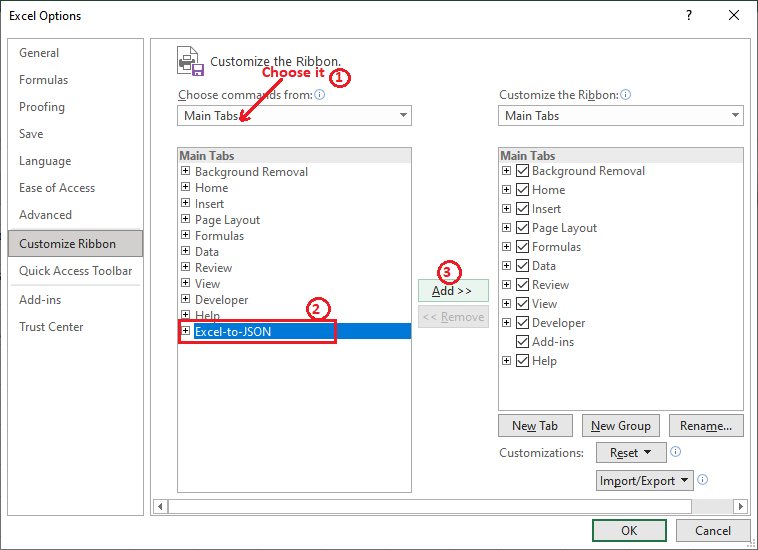 Excel Options
?
General
Formulas
Proofing
Save
Language
Ease of Access
Advanced
Customize Ribbon
Quick Access Toolbar
Add-ins
Trust Center
Customize the Ribbon.
Choose it 1
Choose commands from:
Main Tabs
Main Tabs
Background Removal
Home
Insert
Page Layout
Formulas
Data
Review
View
Developer
Help
2
Excel-to-JSON
3
Add >>
<< Remove
Customize the Ribbon:
Main Tabs
Main Tabs
Background Removal
Home
Insert
Page Layout
Formulas
Data
Review
View
Developer
Add-ins
Help
New Tab
New Group
Rename...
Customizations:
Reset
Import/Export
OK
Cancel